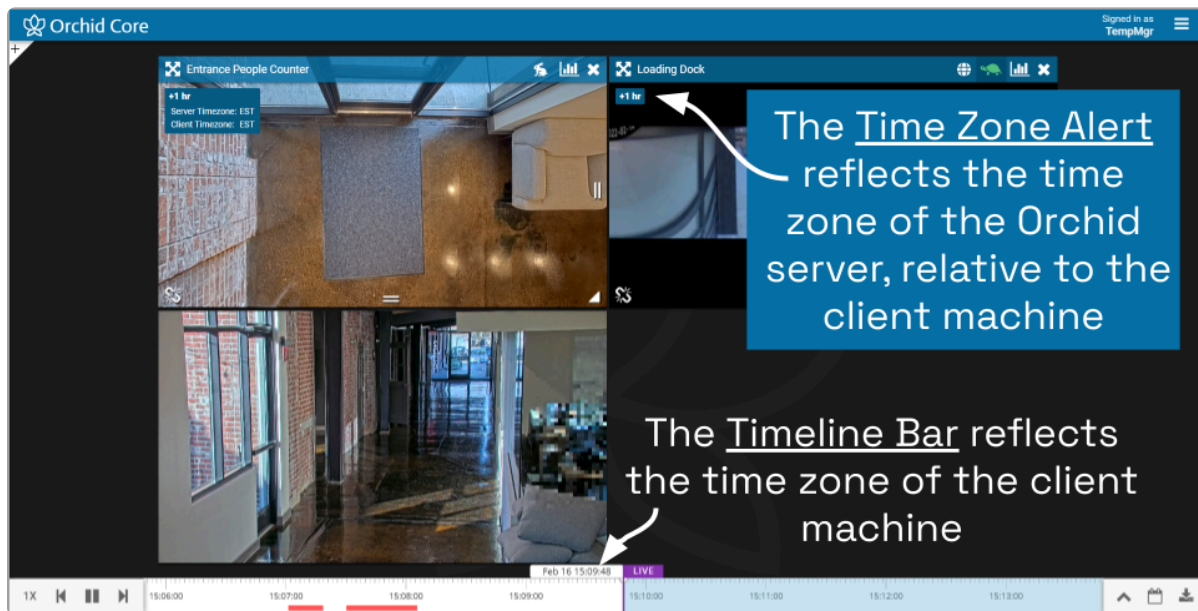 Orchid Core
Signed in as
TempMgr
+
Entrance People Counter
Loading Dock
+1 hr
Server Timezone: EST
Client Timezone: EST
+1 hr
The Time Zone Alert
reflects the time
zone of the Orchid
server, relative to the
client machine
The Timeline Bar reflects
the time zone of the client
machine
Feb 16 15:09:48
LIVE
1X
15:06:00
15:07:00
15:08:00
15:09:00
15:10:00
15:11:00
15:12:00
15:13:00